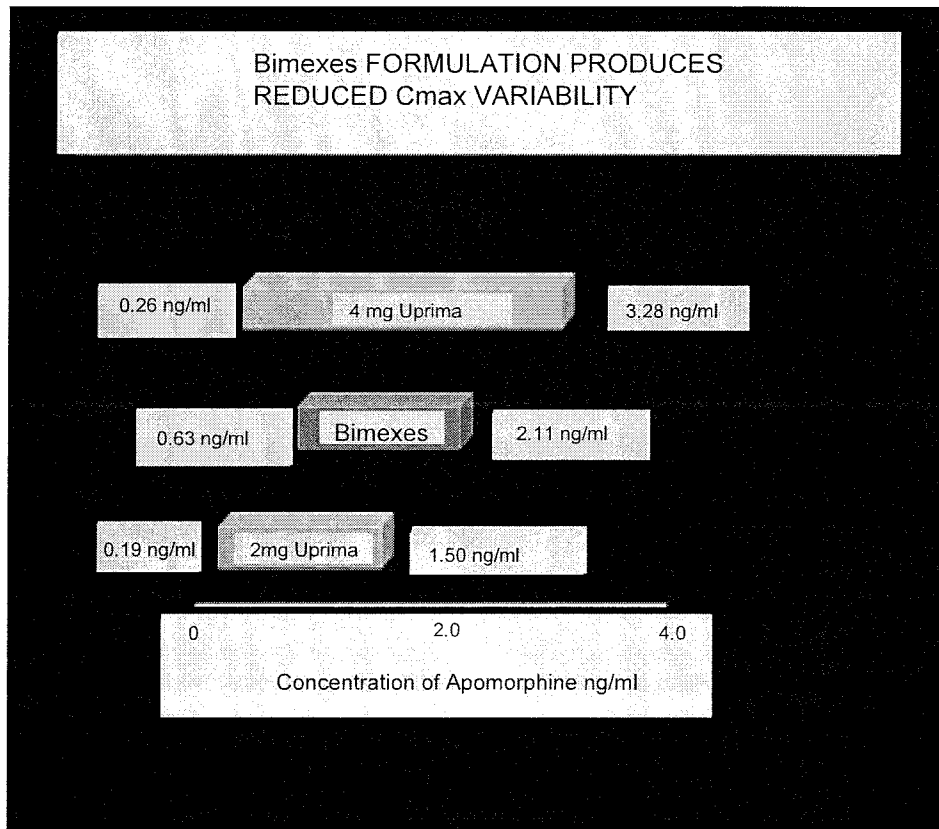 Bimexes FORMULATION PRODUCES
REDUCED Cmax VARIABILITY
0.26 ng/ml
4 mg Uprima
3.28 ng/ml
0.63 ng/ml
Bimexes
2.11 ng/ml
0.19 ng/ml
2mg Uprima
1.50 ng/ml
0 2.0 4.0
Concentration of Apomorphine ng/ml